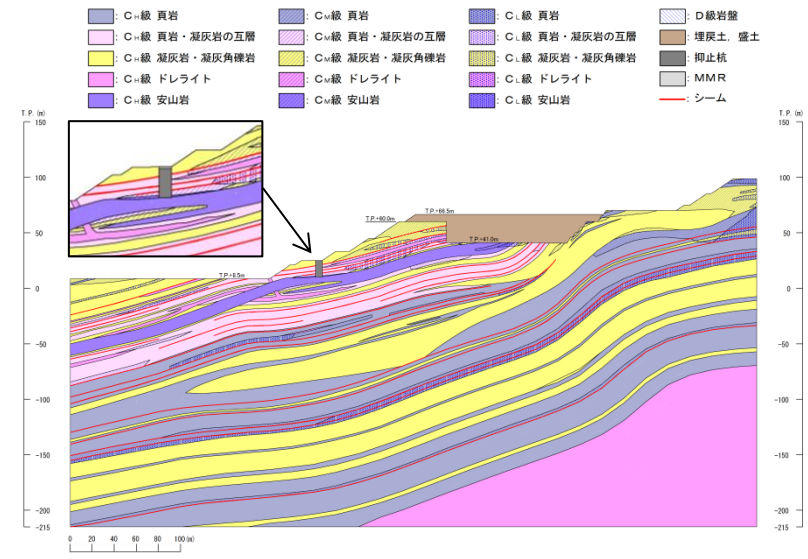 : CH級 頁岩
: CM級 頁岩
: CL級 頁岩
: D級岩盤
: CH級 頁岩・凝灰岩の互層
: CM級 頁岩・凝灰岩の互層
: CL級 頁岩・凝灰岩の互層
: 埋戻土，盛土
: CH級 凝灰岩・凝灰角礫岩
: CM級 凝灰岩・凝灰角礫岩
: CL級 凝灰岩・凝灰角礫岩
: 抑止杭
: CH級 ドレライト
: CM級 ドレライト
: CL級 ドレライト
: MMR
: CH級 安山岩
: CM級 安山岩
: CL級 安山岩
: シーム
T.P. (m)
T.P. (m)
150
150
100
100
T.P.+66.5m
T.P.+60.0m
50
50
T.P.+41.0m
T.P.+8.5m
0
0
-50
-50
-100
-100
-150
-150
-200
-200
-215
-215
0 20 40 60 80 100 (m)